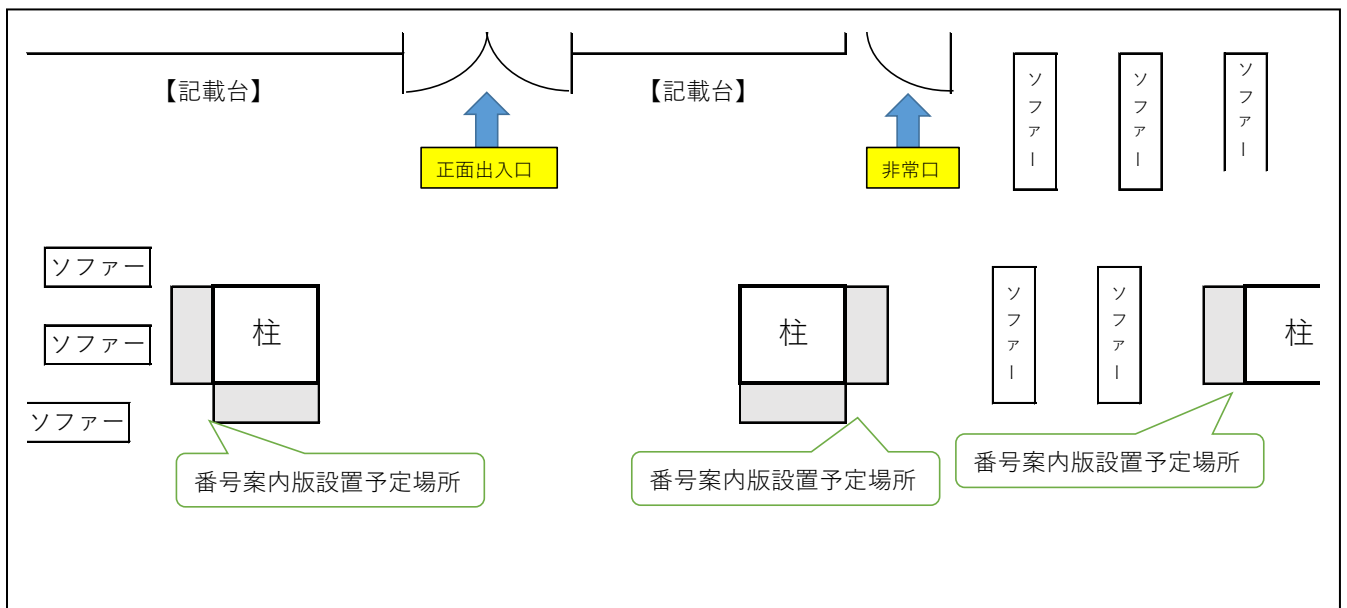 【記載台】
【記載台】
正面出入口
非常口
ソファー
ソファー
ソファー
ソファー
ソファー
ソファー
柱
柱
ソファー
ソファー
柱
番号案内版設置予定場所
番号案内版設置予定場所
番号案内版設置予定場所